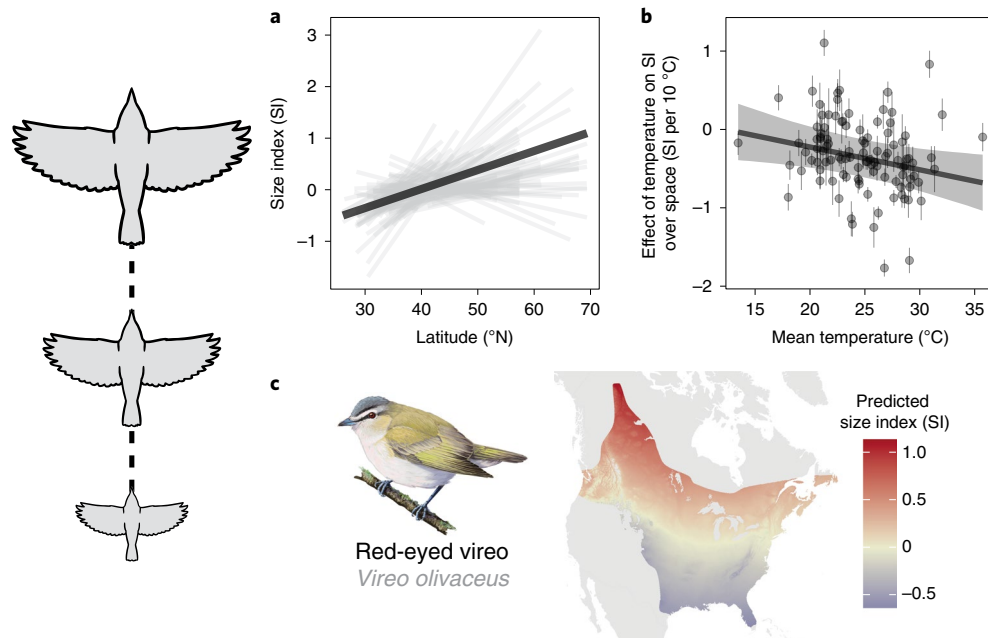 a
Size index (SI)
3
2
1
0
−1
30
40
50
60
70
Latitude (°N)
b
Effect of temperature on SI
over space (SI per 10 °C)
1
0
−1
−2
15
20
25
30
35
Mean temperature (°C)
c
Red-eyed vireo
Vireo olivaceus
Predicted
size index (SI)
1.0
0.5
0
−0.5